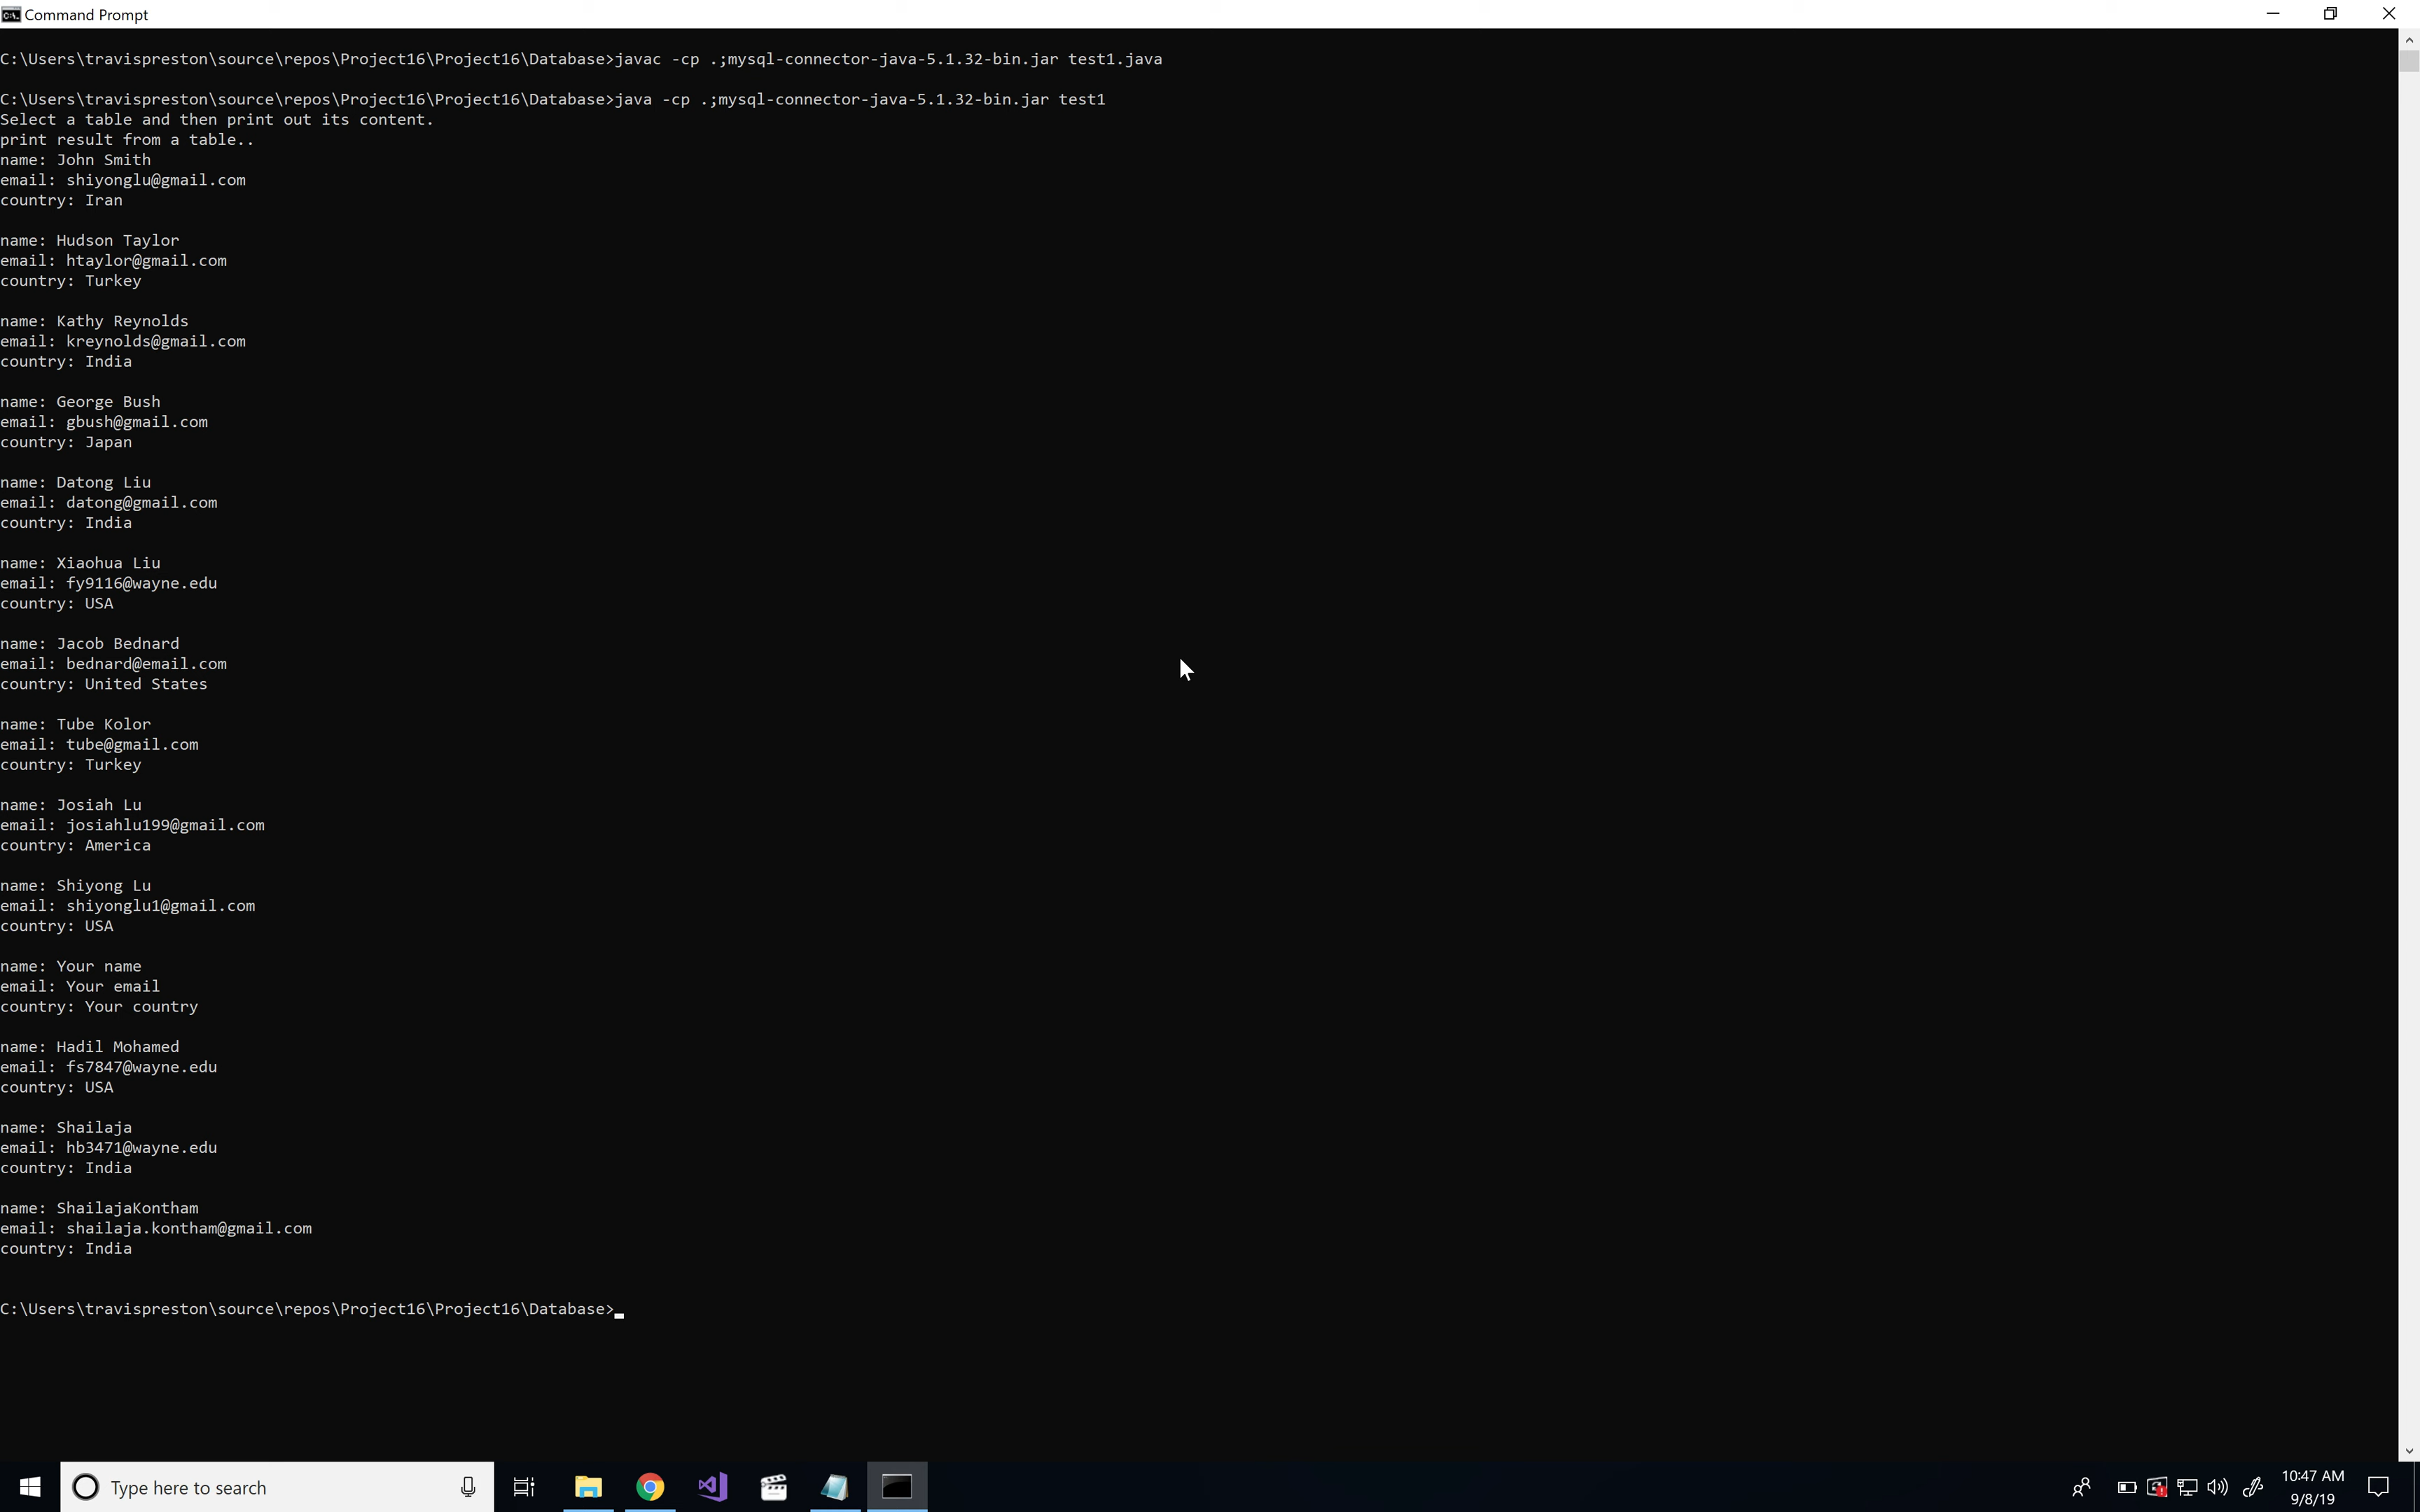 Command Prompt
C:\Users\travispreston\source\repos\Project16\Project16\Database>javac -cp .;mysql-connector-java-5.1.32-bin.jar test1.java
C:\Users\travispreston\source\repos\Project16\Project16\Database>java -cp .;mysql-connector-java-5.1.32-bin.jar test1
Select a table and then print out its content.
print result from a table..
name: John Smith
email: shiyonglu@gmail.com
country: Iran
name: Hudson Taylor
email: htaylor@gmail.com
country: Turkey
name: Kathy Reynolds
email: kreynolds@gmail.com
country: India
name: George Bush
email: gbush@gmail.com
country: Japan
name: Datong Liu
email: datong@gmail.com
country: India
name: Xiaohua Liu
email: fy9116@wayne.edu
country: USA
name: Jacob Bednard
email: bednard@email.com
country: United States
name: Tube Kolor
email: tube@gmail.com
country: Turkey
name: Josiah Lu
email: josiahlu199@gmail.com
country: America
name: Shiyong Lu
email: shiyonglu1@gmail.com
country: USA
name: Your name
email: Your email
country: Your country
name: Hadil Mohamed
email: fs7847@wayne.edu
country: USA
name: Shailaja
email: hb3471@wayne.edu
country: India
name: ShailajaKontham
email: shailaja.kontham@gmail.com
country: India
C:\Users\travispreston\source\repos\Project16\Project16\Database>
Type here to search
10:47 AM
9/8/19